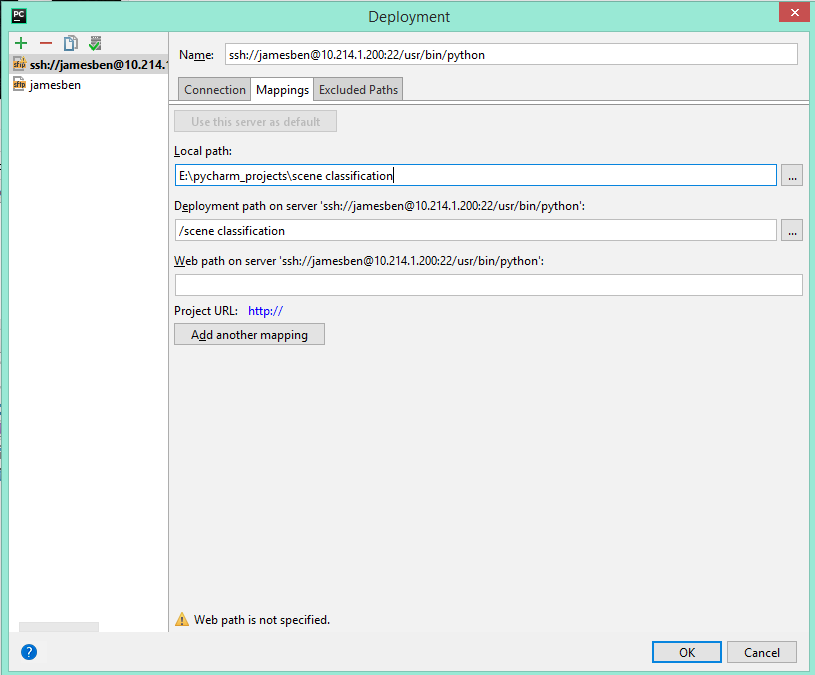 PC
Deployment
sftp ssh://jamesben@10.214.1
sftp jamesben
Name: ssh://jamesben@10.214.1.200:22/usr/bin/python
Connection Mappings Excluded Paths
Use this server as default
Local path:
E:\pycharm_projects\scene classification
...
Deployment path on server 'ssh://jamesben@10.214.1.200:22/usr/bin/python':
/scene classification
...
Web path on server 'ssh://jamesben@10.214.1.200:22/usr/bin/python':
Project URL: http://
Add another mapping
Web path is not specified.
?
OK Cancel